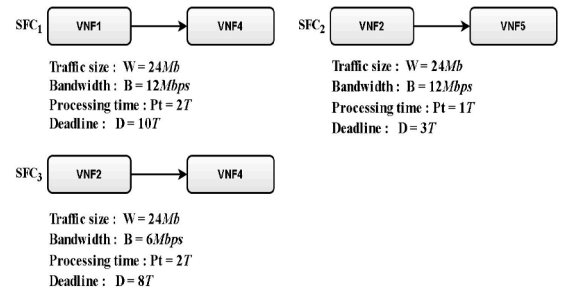 SFC1 VNF1 VNF4
Traffic size : W = 24Mb
Bandwidth : B = 12Mbps
Processing time : Pt = 2T
Deadline : D = 10T
SFC2 VNF2 VNF5
Traffic size : W = 24Mb
Bandwidth : B = 12Mbps
Processing time : Pt = 1T
Deadline : D = 3T
SFC3 VNF2 VNF4
Traffic size : W = 24Mb
Bandwidth : B = 6Mbps
Processing time : Pt = 2T
Deadline : D = 8T